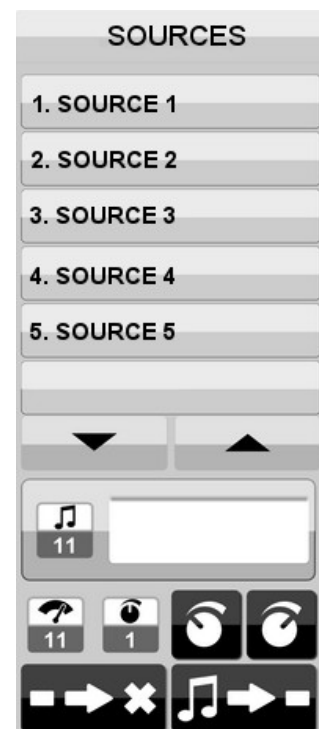 SOURCES
1. SOURCE 1
2. SOURCE 2
3. SOURCE 3
4. SOURCE 4
5. SOURCE 5
11
11 1